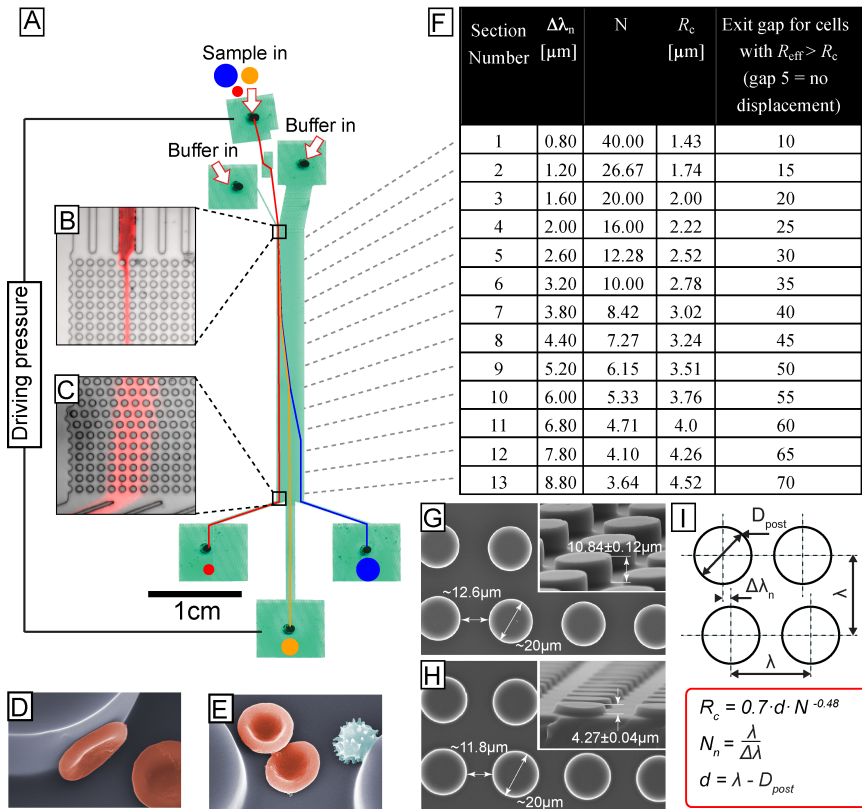 A
Sample in
Buffer in
Buffer in
B
C
Driving pressure
1cm
D
E
F
Section Number Δλn [µm] N Rc [µm] Exit gap for cells with Reff > Rc (gap 5 = no displacement)
1 0.80 40.00 1.43 10
2 1.20 26.67 1.74 15
3 1.60 20.00 2.00 20
4 2.00 16.00 2.22 25
5 2.60 12.28 2.52 30
6 3.20 10.00 2.78 35
7 3.80 8.42 3.02 40
8 4.40 7.27 3.24 45
9 5.20 6.15 3.51 50
10 6.00 5.33 3.76 55
11 6.80 4.71 4.0 60
12 7.80 4.10 4.26 65
13 8.80 3.64 4.52 70
G
10.84±0.12µm
~12.6µm
~20µm
H
4.27±0.04µm
~11.8µm
~20µm
I
Dpost
Δλn
λ
λ
Rc = 0.7·d·N^-0.48
Nn = λ/Δλ
d = λ - Dpost